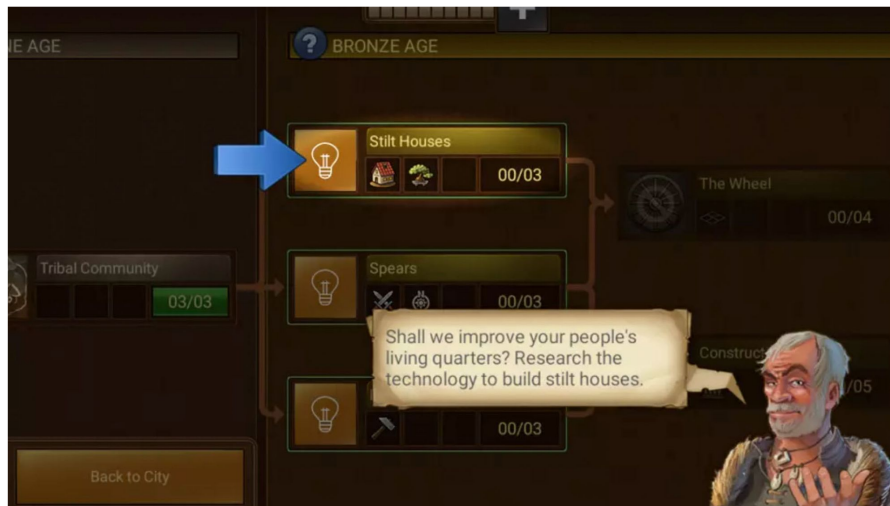 NE AGE
?
BRONZE AGE
Stilt Houses
00/03
The Wheel
00/04
Tribal Community
03/03
Spears
00/03
Shall we improve your people's
living quarters? Research the
technology to build stilt houses.
Construct
/05
00/03
Back to City